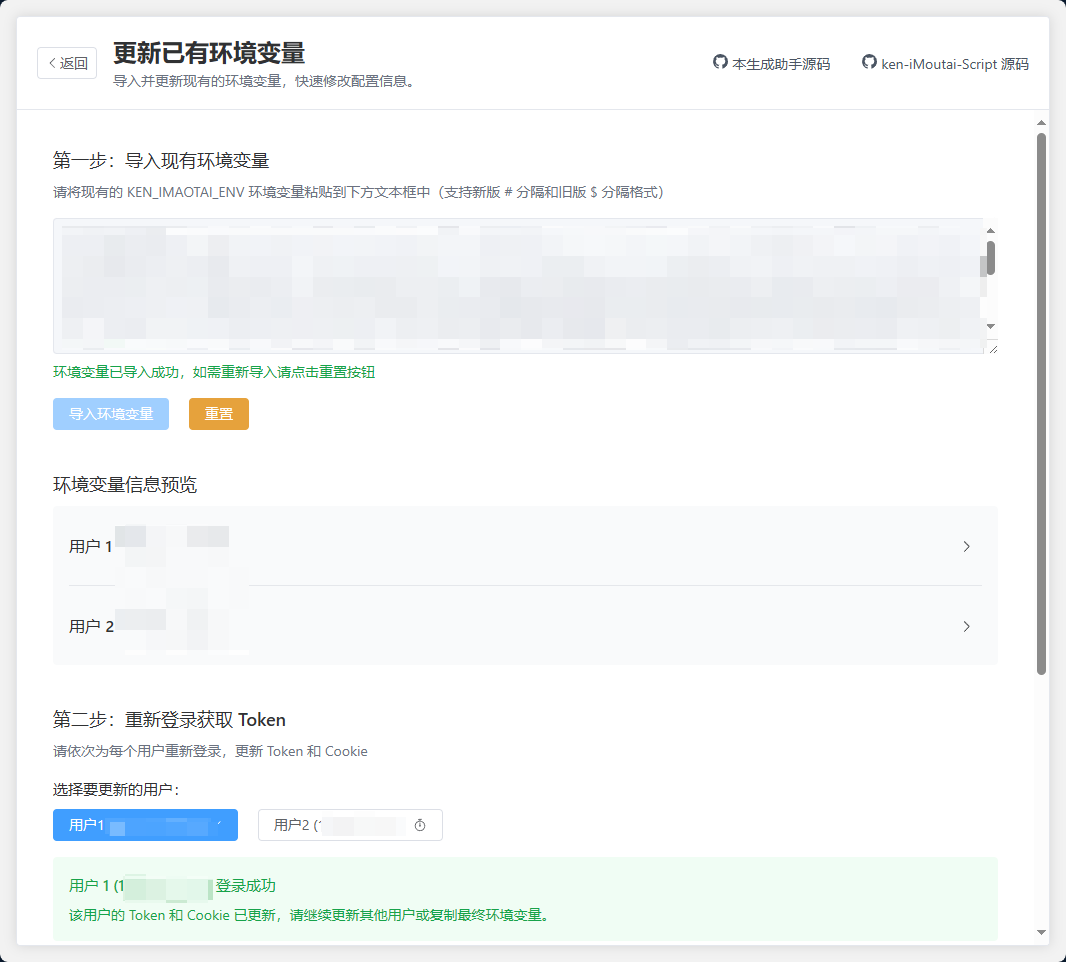 返回
更新已有环境变量
导入并更新现有的环境变量，快速修改配置信息。
本生成助手源码
ken-iMoutai-Script 源码
第一步：导入现有环境变量
请将现有的 KEN_IMAOTAI_ENV 环境变量粘贴到下方文本框中（支持新版 # 分隔和旧版 $ 分隔格式）
环境变量已导入成功，如需重新导入请点击重置按钮
导入环境变量
重置
环境变量信息预览
用户 1
用户 2
第二步：重新登录获取 Token
请依次为每个用户重新登录，更新 Token 和 Cookie
选择要更新的用户：
用户1
用户2 (1
用户 1 (1 登录成功
该用户的 Token 和 Cookie 已更新，请继续更新其他用户或复制最终环境变量。